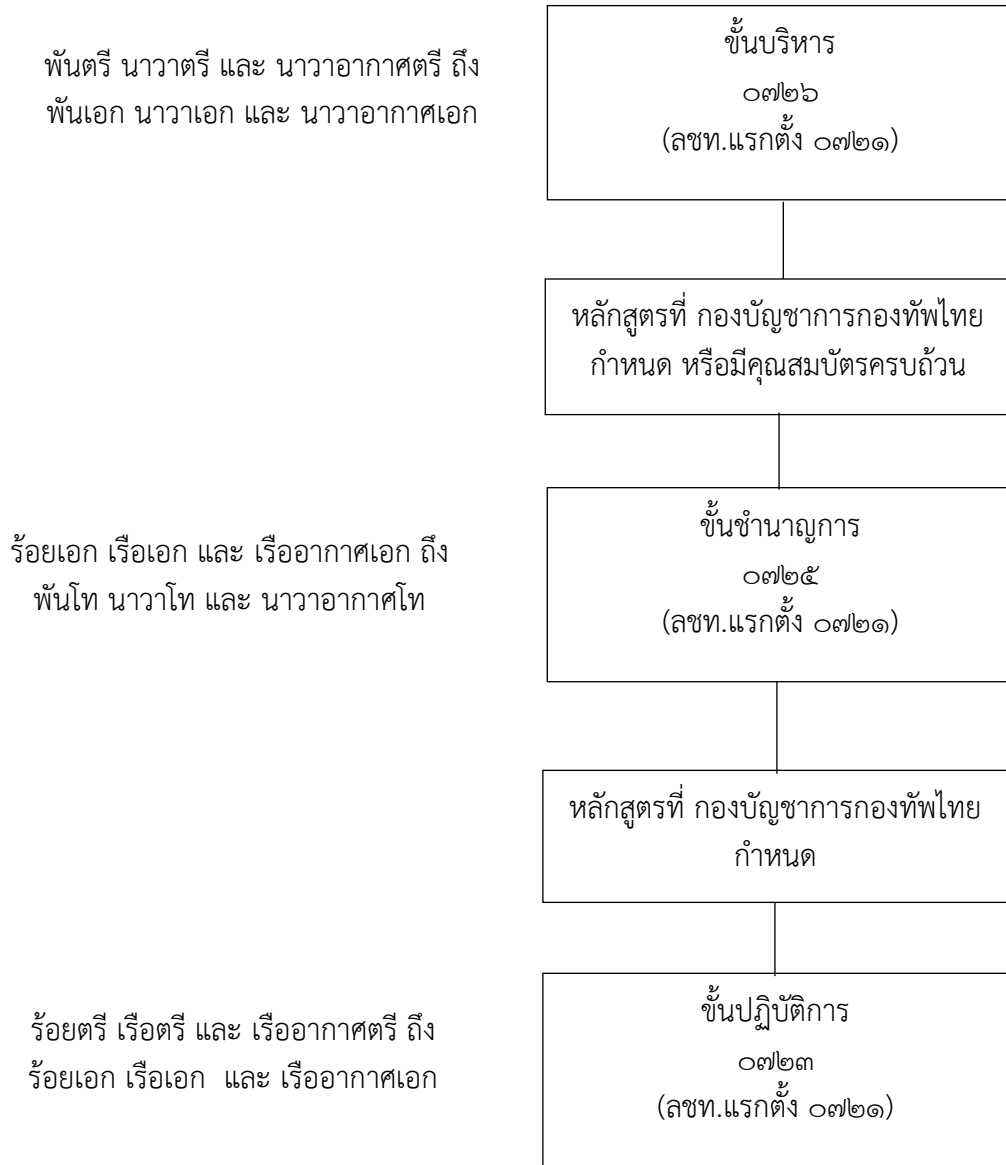 ขั้นบริหาร
พันตรี นาวาตรี และ นาวาอากาศตรี ถึง
พันเอก นาวาเอก และ นาวาอากาศเอก
๐๗๒๖
(ลชท.แรกตั้ง ๐๗๒๑)
หลักสูตรที่ กองบัญชาการกองทัพไทย
กำหนด หรือมีคุณสมบัตรครบถ้วน
ขั้นชำนาญการ
ร้อยเอก เรือเอก และ เรืออากาศเอก ถึง
พันโท นาวาโท และ นาวาอากาศโท
๐๗๒๕
(ลชท.แรกตั้ง ๐๗๒๑)
หลักสูตรที่ กองบัญชาการกองทัพไทย
กำหนด
ขั้นปฏิบัติการ
ร้อยตรี เรือตรี และ เรืออากาศตรี ถึง
ร้อยเอก เรือเอก และ เรืออากาศเอก
๐๗๒๓
(ลชท.แรกตั้ง ๐๗๒๑)